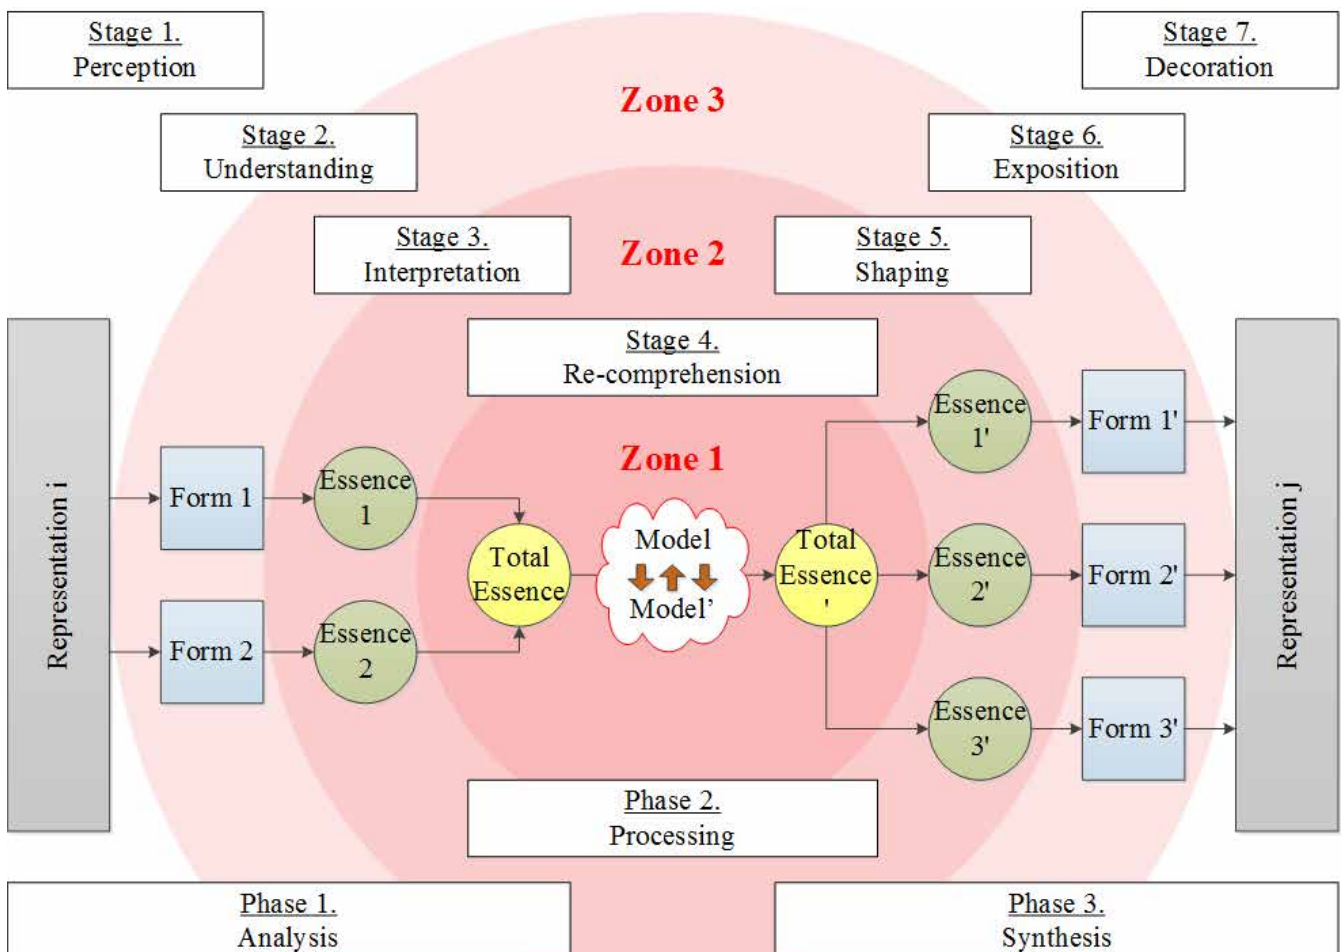 Stage 1.
Perception
Stage 7.
Decoration
Zone 3
Stage 2.
Understanding
Stage 6.
Exposition
Stage 3.
Interpretation
Zone 2
Stage 5.
Shaping
Stage 4.
Re-comprehension
Zone 1
Representation i
Form 1
Essence
1
Form 2
Essence
2
Total
Essence
Model
Model’
Total
Essence
'
Essence
1'
Form 1'
Essence
2'
Form 2'
Essence
3'
Form 3'
Representation j
Phase 2.
Processing
Phase 1.
Analysis
Phase 3.
Synthesis